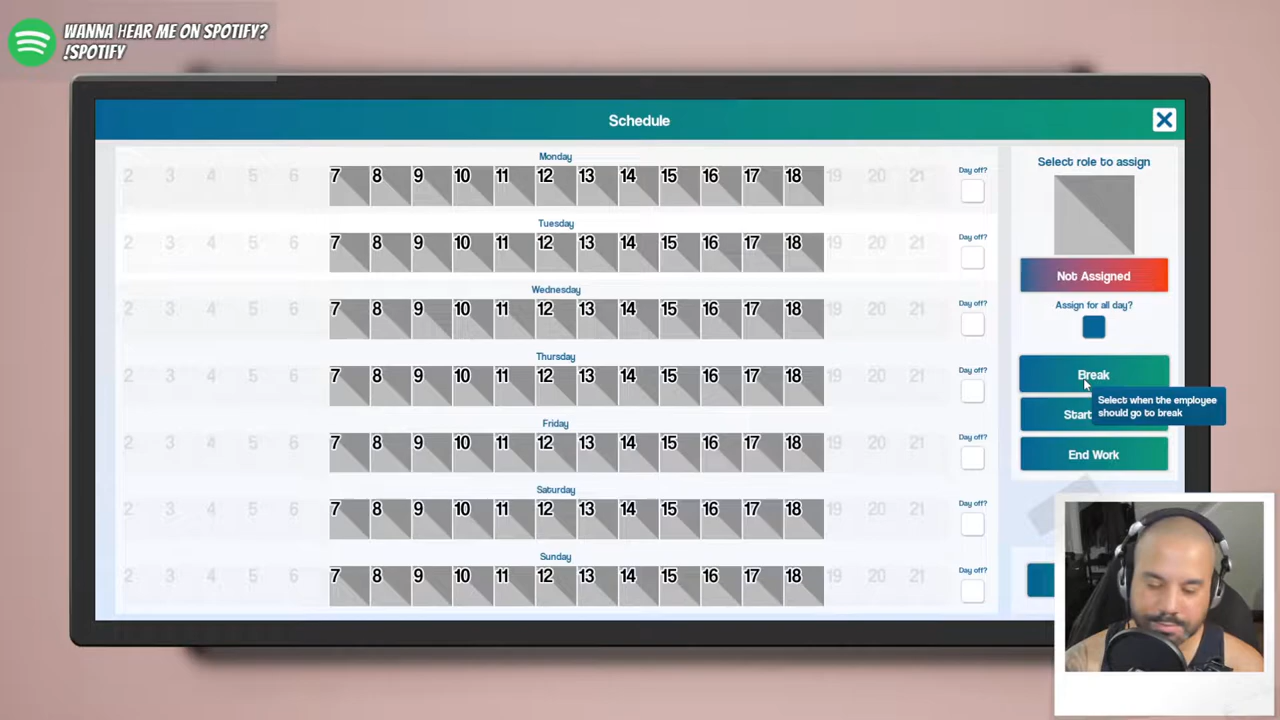 WANNA HEAR ME ON SPOTIFY?
!SPOTIFY
Schedule
Select role to assign
Not Assigned
Assign for all day?
Break
Select when the employee
should go to break
Start
End Work
Monday
2 3 4 5 6 7 8 9 10 11 12 13 14 15 16 17 18 19 20 21
Day off?
Tuesday
2 3 4 5 6 7 8 9 10 11 12 13 14 15 16 17 18 19 20 21
Day off?
Wednesday
2 3 4 5 6 7 8 9 10 11 12 13 14 15 16 17 18 19 20 21
Day off?
Thursday
2 3 4 5 6 7 8 9 10 11 12 13 14 15 16 17 18 19 20 21
Day off?
Friday
2 3 4 5 6 7 8 9 10 11 12 13 14 15 16 17 18 19 20 21
Day off?
Saturday
2 3 4 5 6 7 8 9 10 11 12 13 14 15 16 17 18 19 20 21
Day off?
Sunday
2 3 4 5 6 7 8 9 10 11 12 13 14 15 16 17 18 19 20 21
Day off?